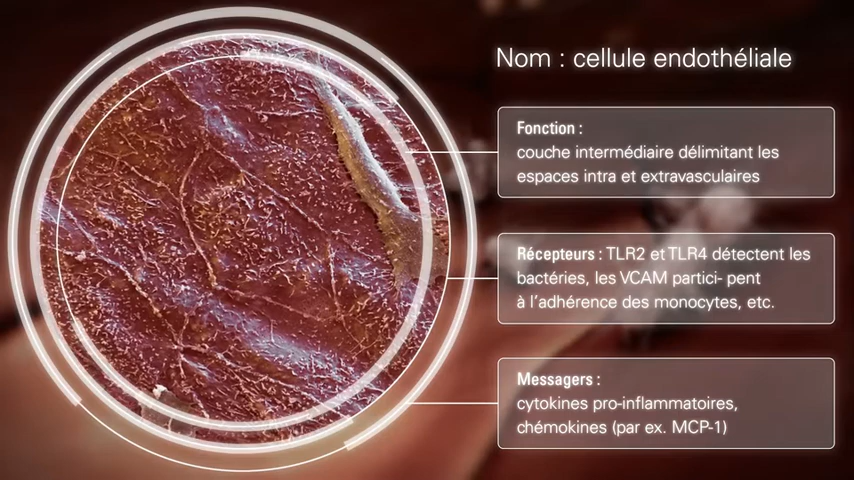 Nom : cellule endothéliale
Fonction :
couche intermédiaire délimitant les
espaces intra et extravasculaires
Récepteurs : TLR2 et TLR4 détectent les
bactéries, les VCAM partici- pent
à l'adhérence des monocytes, etc.
Messagers :
cytokines pro-inflammatoires,
chémokines (par ex. MCP-1)